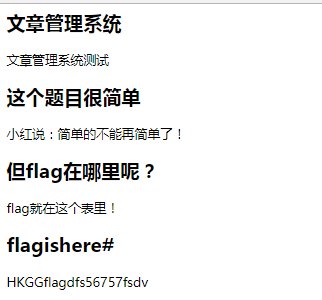 文章管理系统
文章管理系统测试
这个题目很简单
小红说：简单的不能再简单了！
但flag在哪里呢？
flag就在这个表里！
flagishere#
HKGGflagdfs56757fsdv